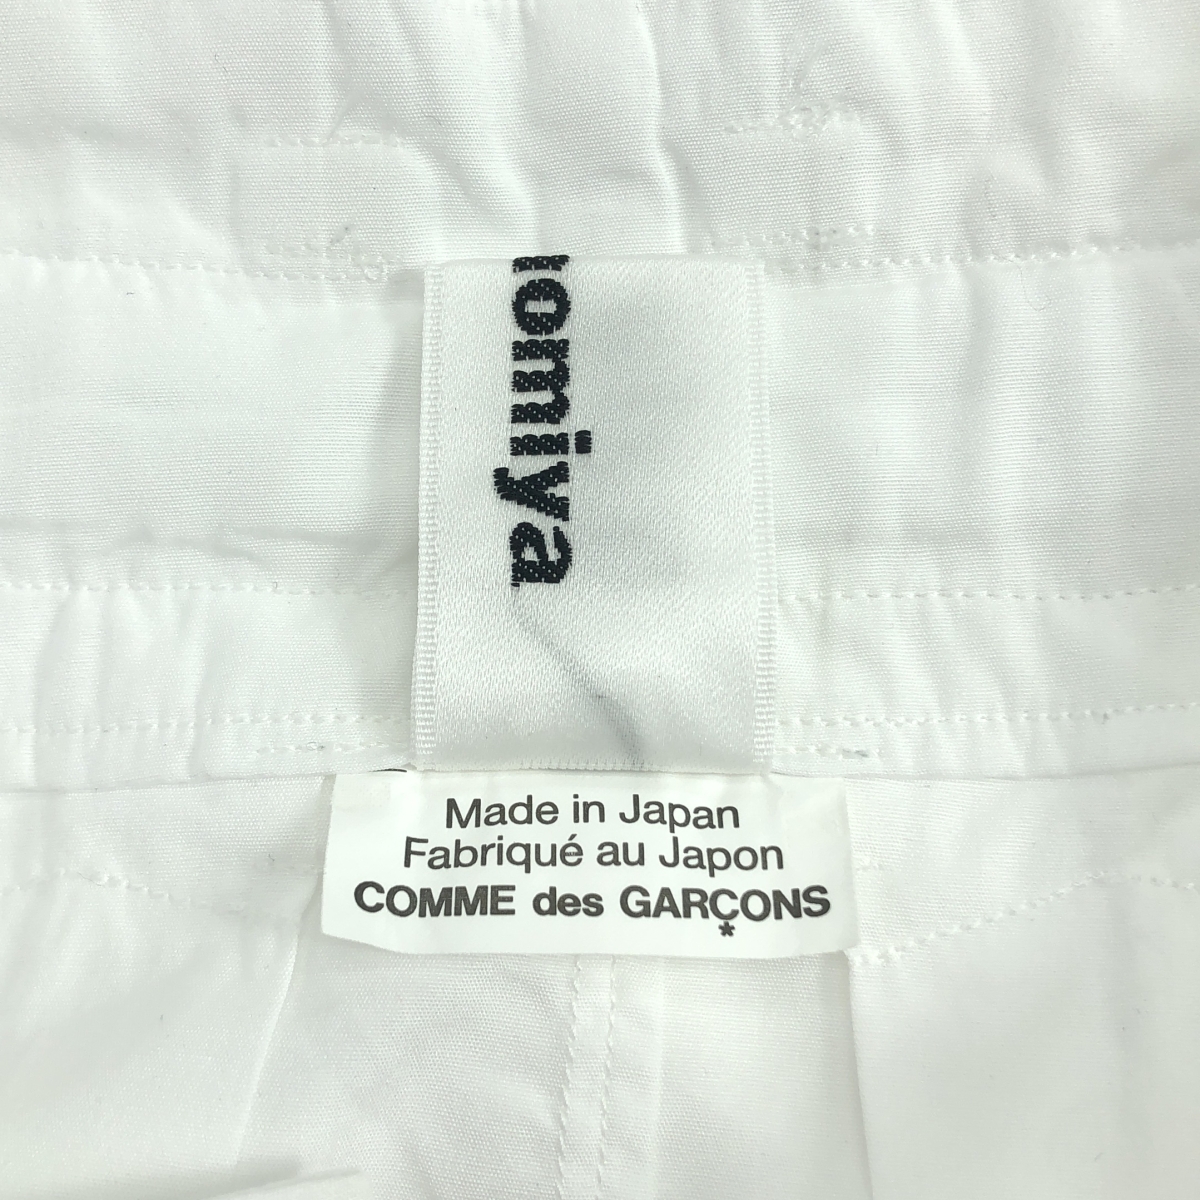 omiya
Made in Japan
Fabriqué au Japon
COMME des GARÇONS
*